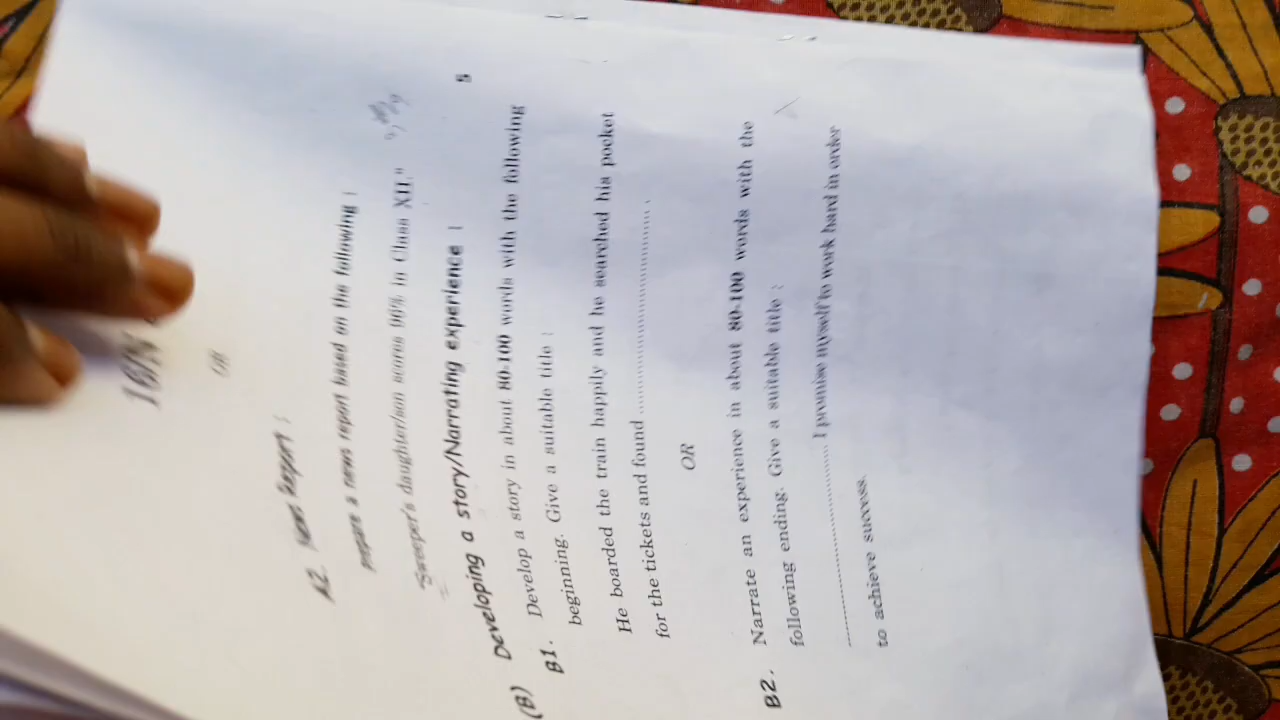 OR
A2. News Report :
Prepare a news report based on the following :
"Sweeper's daughter/son scores 90% in Class XII."
(B) Developing a story/Narrating experience : 5
B1. Develop a story in about 80-100 words with the following
beginning. Give a suitable title :
He boarded the train happily and he searched his pocket
for the tickets and found ................................ .
OR
B2. Narrate an experience in about 80-100 words with the
following ending. Give a suitable title :
................................ I promise myself to work hard in order
to achieve success.